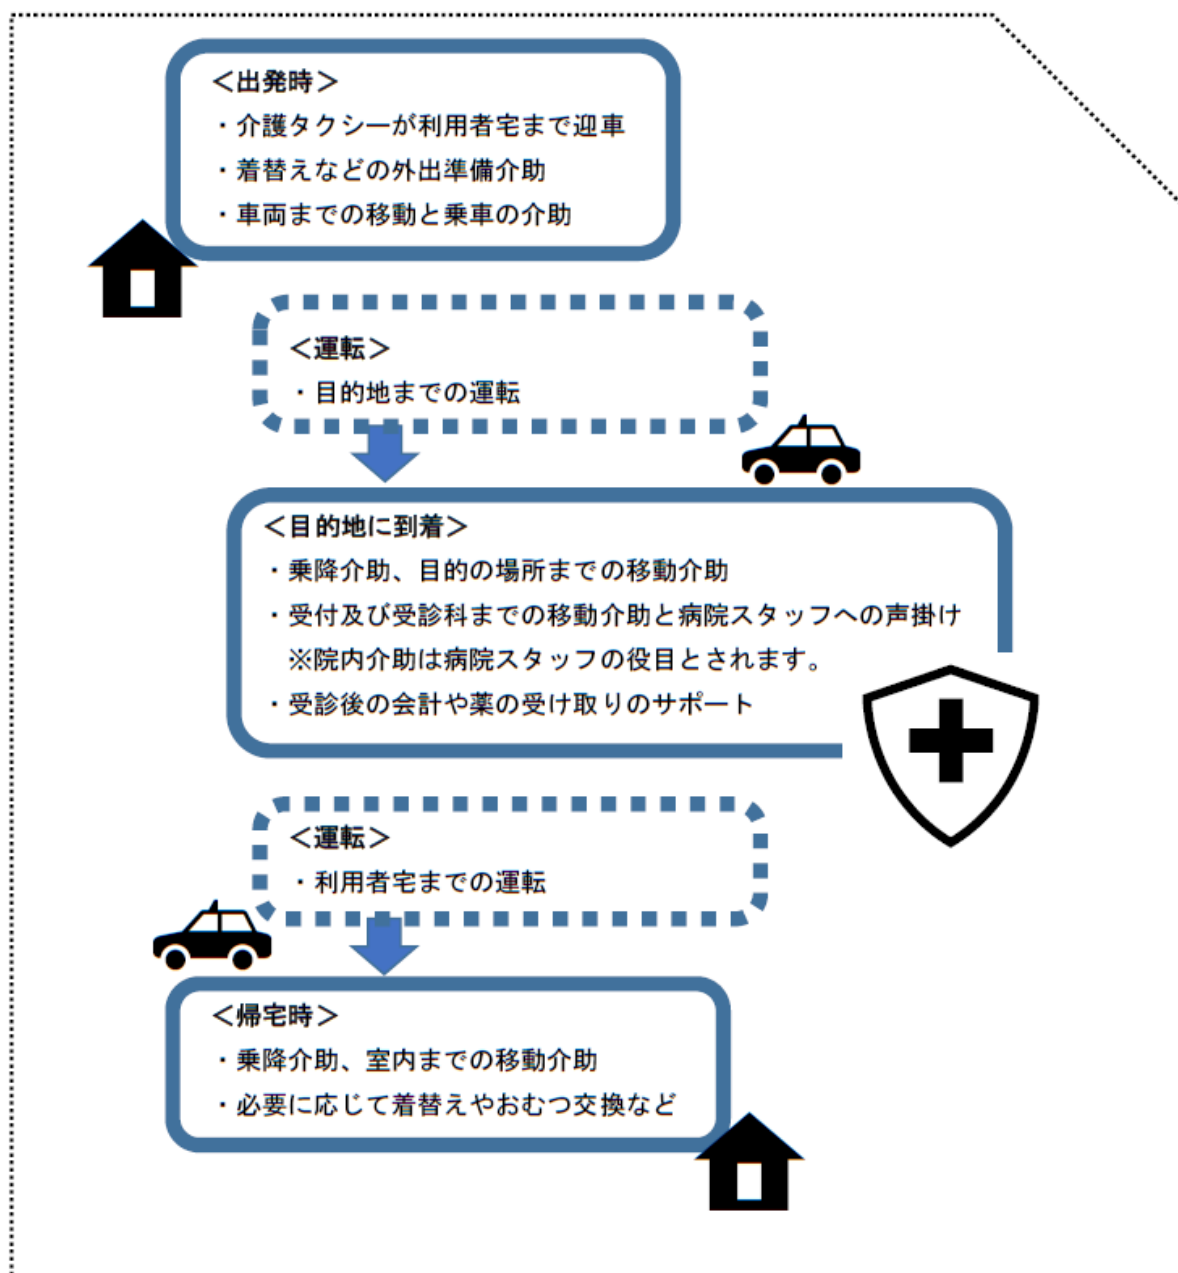 ＜出発時＞
・介護タクシーが利用者宅まで迎車
・着替えなどの外出準備介助
・車両までの移動と乗車の介助
＜運転＞
・目的地までの運転
＜目的地に到着＞
・乗降介助、目的の場所までの移動介助
・受付及び受診科までの移動介助と病院スタッフへの声掛け
※院内介助は病院スタッフの役目とされます。
・受診後の会計や薬の受け取りのサポート
＜運転＞
・利用者宅までの運転
＜帰宅時＞
・乗降介助、室内までの移動介助
・必要に応じて着替えやおむつ交換など